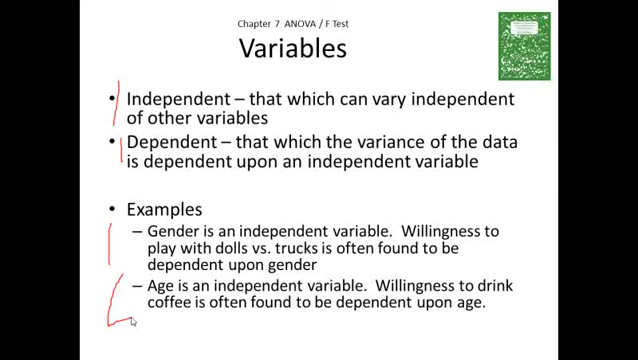 Chapter 7 ANOVA / F Test
Variables
• Independent – that which can vary independent
of other variables
• Dependent – that which the variance of the data
is dependent upon an independent variable
• Examples
– Gender is an independent variable. Willingness to
play with dolls vs. trucks is often found to be
dependent upon gender
– Age is an independent variable. Willingness to drink
coffee is often found to be dependent upon age.